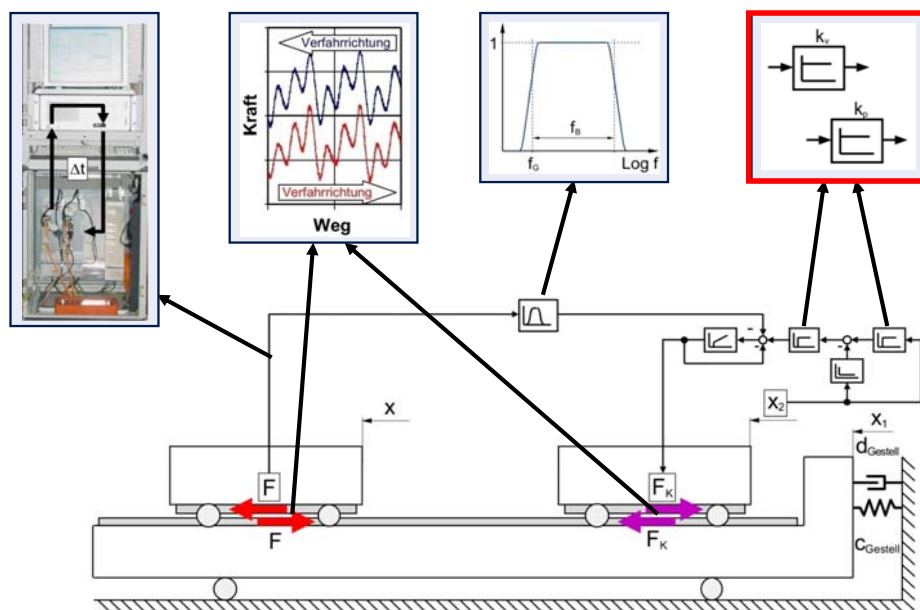 Δt
Verfahrrichtung
Kraft
Verfahrrichtung
Weg
1
f_B
f_G
Log f
k_v
k_p
-
-
-
x
x_2
x_1
d_Gestell
F
F_K
c_Gestell
F
F_K